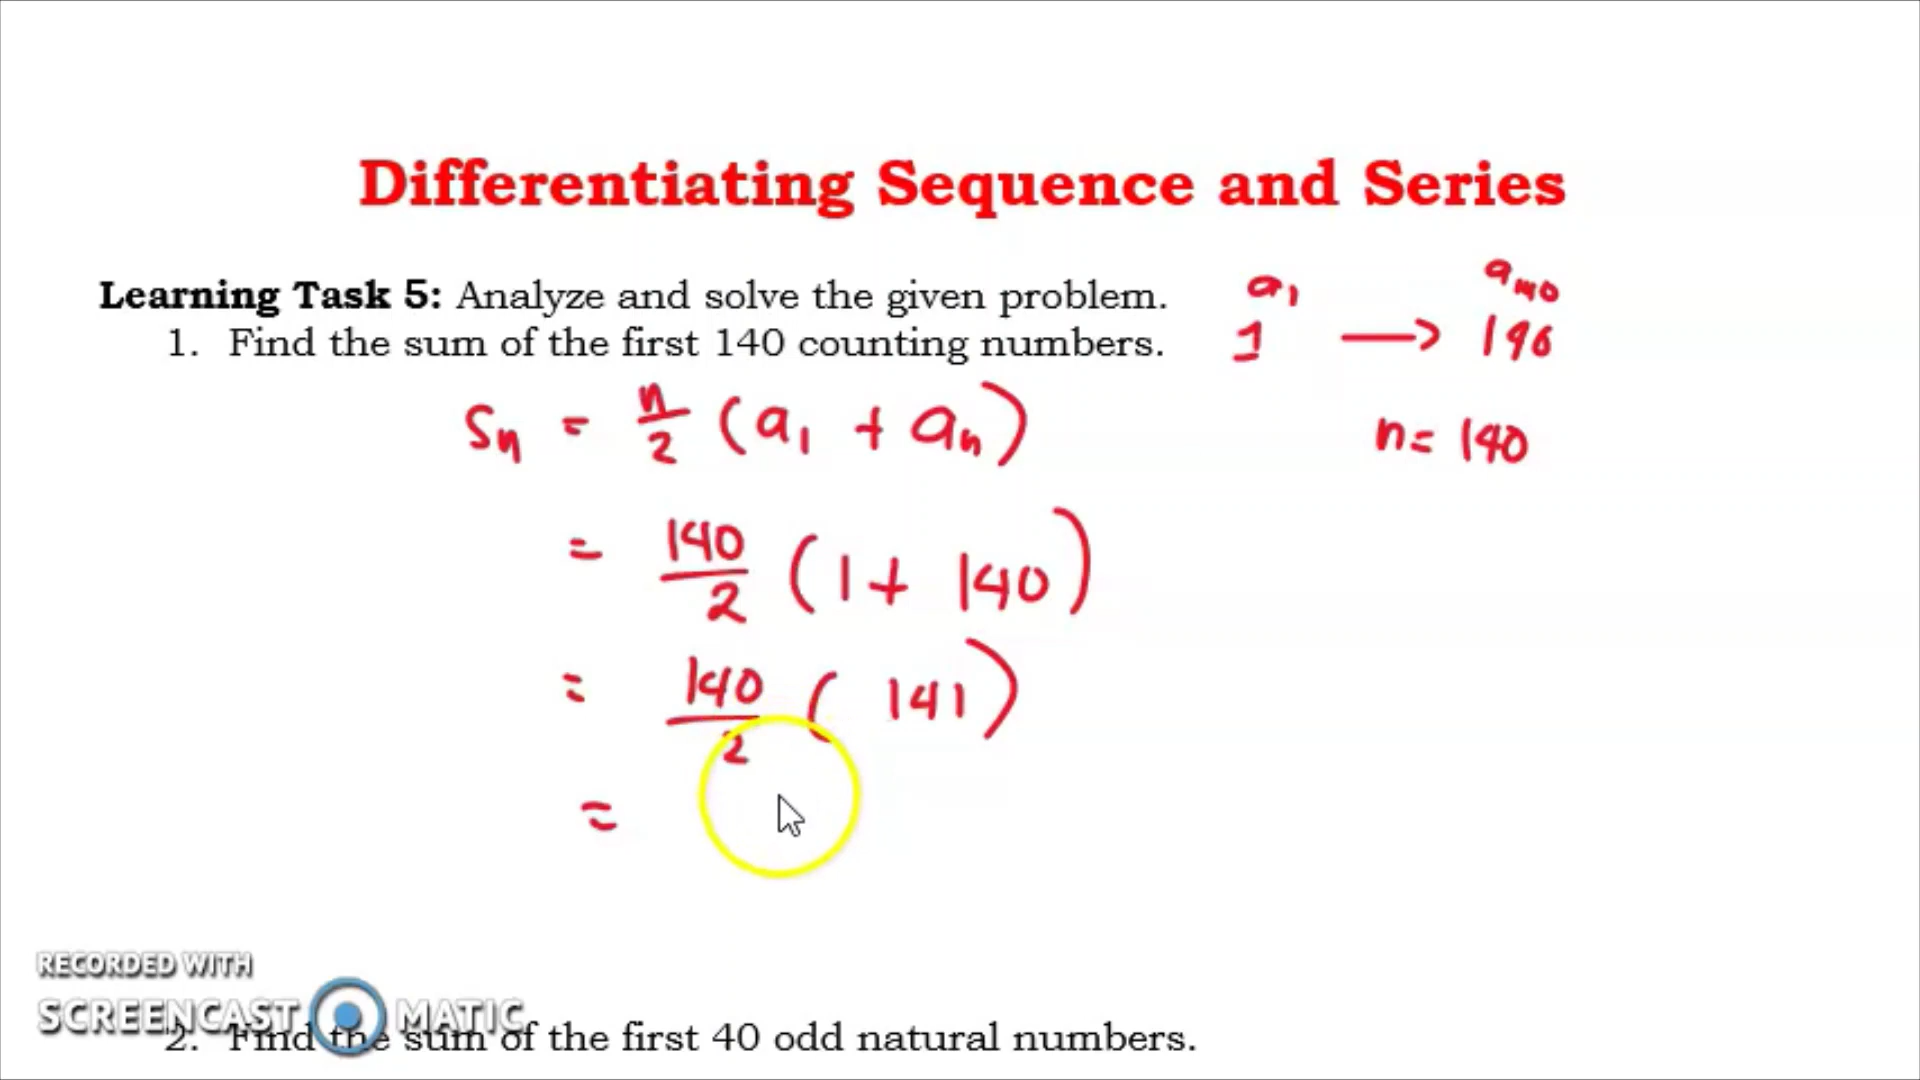 Differentiating Sequence and Series
Learning Task 5: Analyze and solve the given problem.
a₁ a₁₄₀
1. Find the sum of the first 140 counting numbers.
1 → 140
Sn = n/2 (a₁ + an)
n = 140
= 140/2 (1 + 140)
= 140/2 (141)
=
RECORDED WITH
SCREENCAST MATIC
2. Find the sum of the first 40 odd natural numbers.